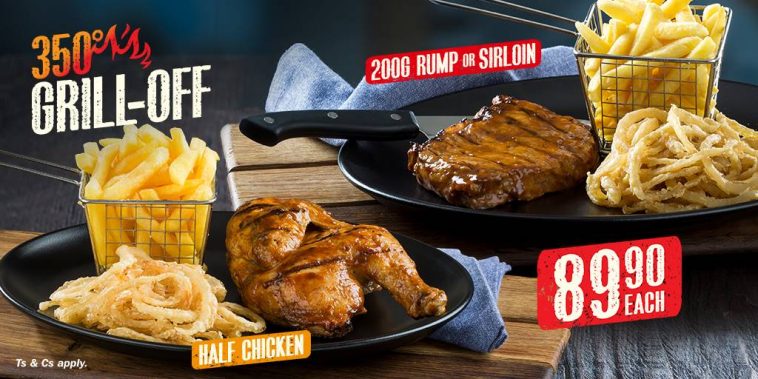 350°
GRILL-OFF
200G RUMP OR SIRLOIN
89.90
EACH
HALF CHICKEN
Ts & Cs apply.